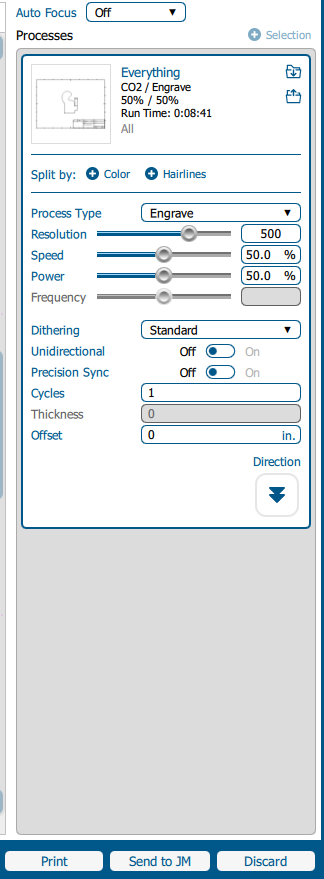 Auto Focus Off
Processes Selection
Everything
CO2 / Engrave
50% / 50%
Run Time: 0:08:41
All
Split by: Color Hairlines
Process Type Engrave
Resolution 500
Speed 50.0 %
Power 50.0 %
Frequency
Dithering Standard
Unidirectional Off On
Precision Sync Off On
Cycles 1
Thickness 0
Offset 0 in.
Direction
Print Send to JM Discard